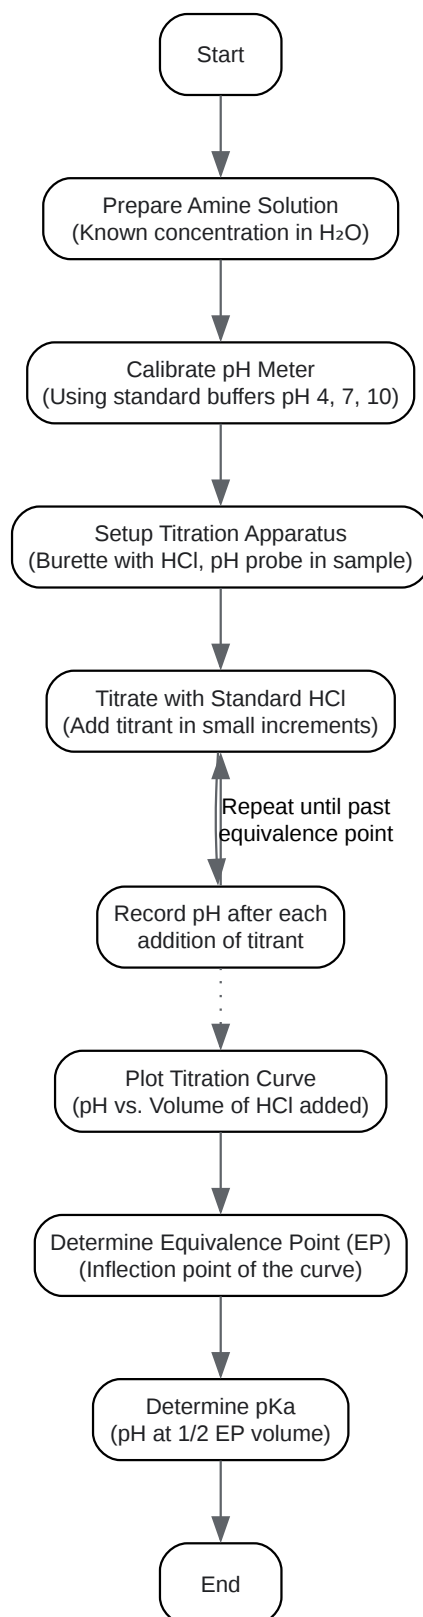 Start
Prepare Amine Solution
(Known concentration in H₂O)
Calibrate pH Meter
(Using standard buffers pH 4, 7, 10)
Setup Titration Apparatus
(Burette with HCl, pH probe in sample)
Titrate with Standard HCl
(Add titrant in small increments)
Repeat until past
equivalence point
Record pH after each
addition of titrant
Plot Titration Curve
(pH vs. Volume of HCl added)
Determine Equivalence Point (EP)
(Inflection point of the curve)
Determine pKa
(pH at 1/2 EP volume)
End